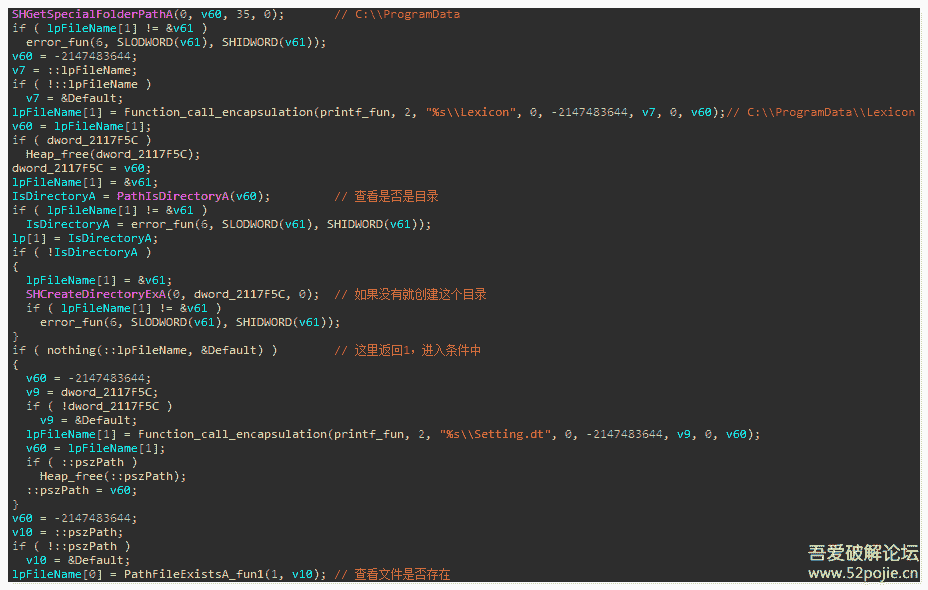 SHGetSpecialFolderPathA(0, v60, 35, 0);       // C:\\ProgramData
if ( lpFileName[1] != &v61 )
  error_fun(6, SLODWORD(v61), SHIDWORD(v61));
v60 = -2147483644;
v7 = ::lpFileName;
if ( !::lpFileName )
  v7 = &Default;
lpFileName[1] = Function_call_encapsulation(printf_fun, 2, "%s\\Lexicon", 0, -2147483644, v7, 0, v60);// C:\\ProgramData\\Lexicon
v60 = lpFileName[1];
if ( dword_2117F5C )
  Heap_free(dword_2117F5C);
dword_2117F5C = v60;
lpFileName[1] = &v61;
IsDirectoryA = PathIsDirectoryA(v60);         // 查看是否是目录
if ( lpFileName[1] != &v61 )
  IsDirectoryA = error_fun(6, SLODWORD(v61), SHIDWORD(v61));
lp[1] = IsDirectoryA;
if ( !IsDirectoryA )
{
  lpFileName[1] = &v61;
  SHCreateDirectoryExA(0, dword_2117F5C, 0);  // 如果没有就创建这个目录
  if ( lpFileName[1] != &v61 )
    error_fun(6, SLODWORD(v61), SHIDWORD(v61));
}
if ( nothing(::lpFileName, &Default) )        // 这里返回1，进入条件中
{
  v60 = -2147483644;
  v9 = dword_2117F5C;
  if ( !dword_2117F5C )
    v9 = &Default;
  lpFileName[1] = Function_call_encapsulation(printf_fun, 2, "%s\\Setting.dt", 0, -2147483644, v9, 0, v60);
  v60 = lpFileName[1];
  if ( ::pszPath )
    Heap_free(::pszPath);
  ::pszPath = v60;
}
v60 = -2147483644;
v10 = ::pszPath;
if ( !::pszPath )
  v10 = &Default;
lpFileName[0] = PathFileExistsA_fun1(1, v10); // 查看文件是否存在
吾爱破解论坛
www.52pojie.cn